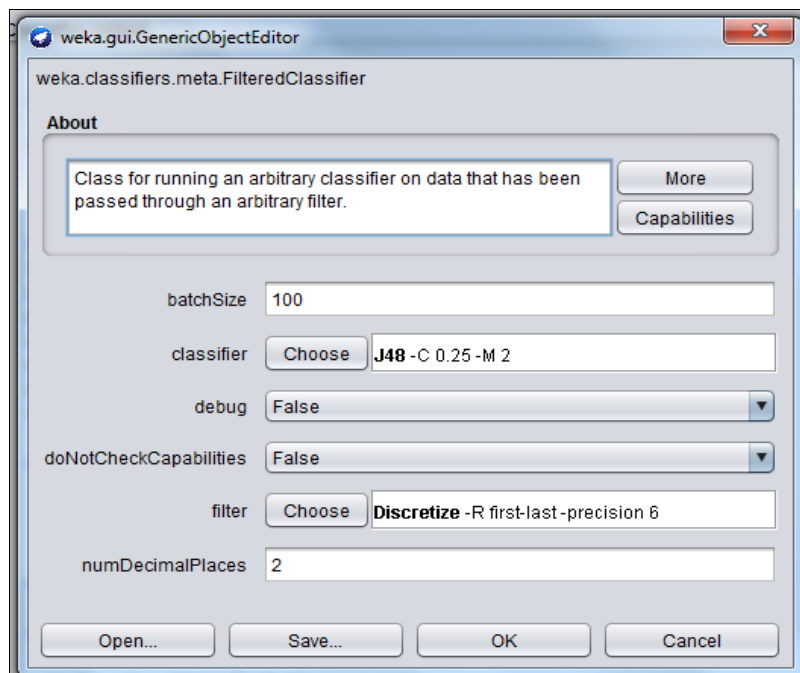 weka.gui.GenericObjectEditor
weka.classifiers.meta.FilteredClassifier
About
Class for running an arbitrary classifier on data that has been
passed through an arbitrary filter.
More
Capabilities
batchSize 100
classifier Choose J48 -C 0.25 -M 2
debug False
doNotCheckCapabilities False
filter Choose Discretize -R first-last -precision 6
numDecimalPlaces 2
Open... Save... OK Cancel